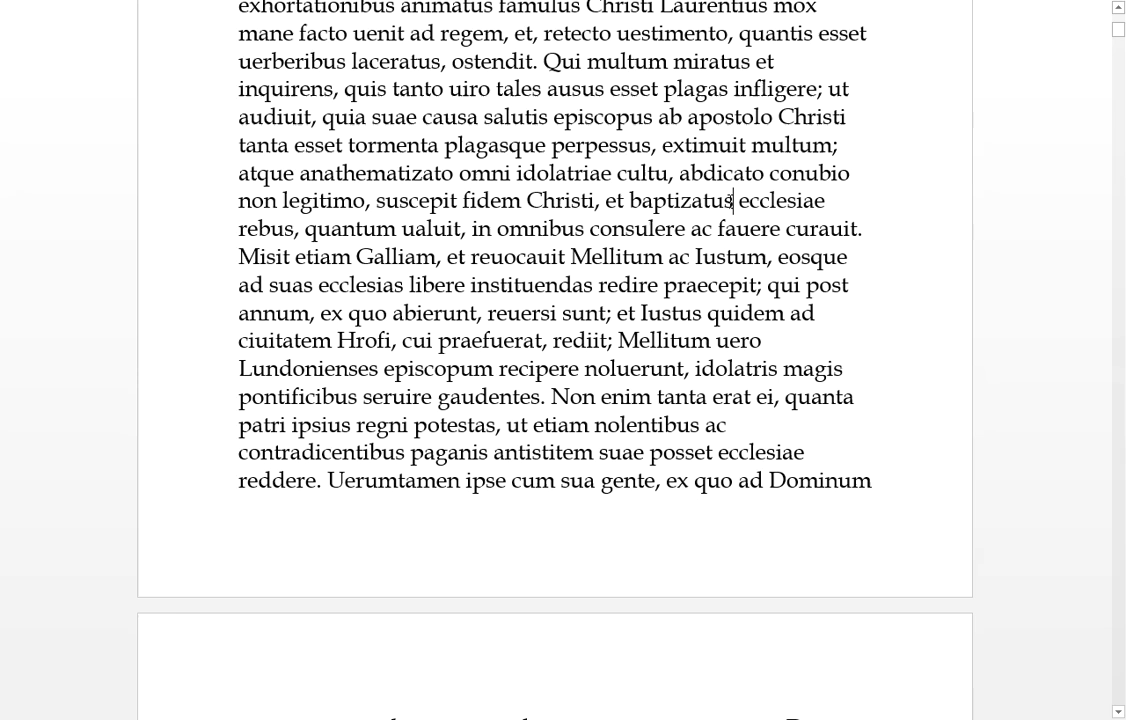 exhortationibus animatus famulus Christi Laurentius mox
mane facto uenit ad regem, et, retecto uestimento, quantis esset
uerberibus laceratus, ostendit. Qui multum miratus et
inquirens, quis tanto uiro tales ausus esset plagas infligere; ut
audiuit, quia suae causa salutis episcopus ab apostolo Christi
tanta esset tormenta plagasque perpessus, extimuit multum;
atque anathematizato omni idolatriae cultu, abdicato conubio
non legitimo, suscepit fidem Christi, et baptizatus ecclesiae
rebus, quantum ualuit, in omnibus consulere ac fauere curauit.
Misit etiam Galliam, et reuocauit Mellitum ac Iustum, eosque
ad suas ecclesias libere instituendas redire praecepit; qui post
annum, ex quo abierunt, reuersi sunt; et Iustus quidem ad
ciuitatem Hrofi, cui praefuerat, rediit; Mellitum uero
Lundonienses episcopum recipere noluerunt, idolatris magis
pontificibus seruire gaudentes. Non enim tanta erat ei, quanta
patri ipsius regni potestas, ut etiam nolentibus ac
contradicentibus paganis antistitem suae posset ecclesiae
reddere. Uerumtamen ipse cum sua gente, ex quo ad Dominum